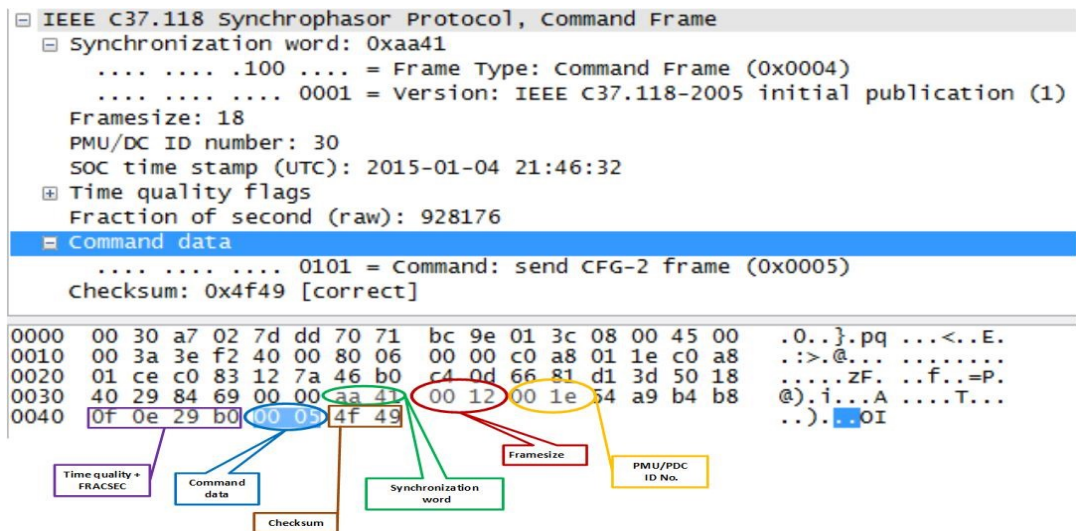 IEEE C37.118 Synchrophasor Protocol, Command Frame
Synchronization word: 0xaa41
.... .... .100 .... = Frame Type: Command Frame (0x0004)
.... .... .... 0001 = Version: IEEE C37.118-2005 initial publication (1)
Framesize: 18
PMU/DC ID number: 30
SOC time stamp (UTC): 2015-01-04 21:46:32
Time quality flags
Fraction of second (raw): 928176
Command data
.... .... .... 0101 = Command: send CFG-2 frame (0x0005)
Checksum: 0x4f49 [correct]
0000 00 30 a7 02 7d dd 70 71 bc 9e 01 3c 08 00 45 00 .0..}.pq ...<..E.
0010 00 3a 3e f2 40 00 80 06 00 00 c0 a8 01 1e c0 a8 .:>.@... ........
0020 01 ce c0 83 12 7a 46 b0 c4 0d 66 81 d1 3d 50 18 .....zF. ..f..=P.
0030 40 29 84 69 00 00 aa 41 00 12 00 1e 54 a9 b4 b8 @).i...A ....T...
0040 0f 0e 29 b0 00 05 4f 49 ..)...OI
Time quality +
FRACSEC
Command
data
Checksum
Synchronization
word
Framesize
PMU/PDC
ID No.